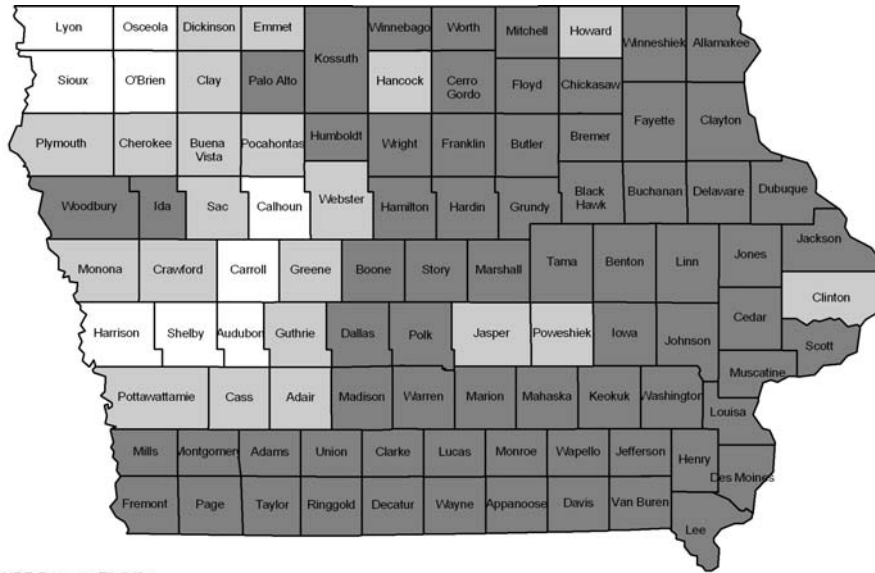 Lyon
Osceola
Dickinson
Emmet
Kossuth
Winnebago
Worth
Mitchell
Howard
Winneshiek
Allamakee
Sioux
O'Brien
Clay
Palo Alto
Hancock
Cerro
Gordo
Floyd
Chickasaw
Fayette
Clayton
Plymouth
Cherokee
Buena
Vista
Pocahontas
Humboldt
Wright
Franklin
Butler
Bremer
Woodbury
Ida
Sac
Calhoun
Webster
Hamilton
Hardin
Grundy
Black
Hawk
Buchanan
Delaware
Dubuque
Monona
Crawford
Carroll
Greene
Boone
Story
Marshall
Tama
Benton
Linn
Jones
Jackson
Clinton
Harrison
Shelby
Audubon
Guthrie
Dallas
Polk
Jasper
Poweshiek
Iowa
Johnson
Cedar
Scott
Muscatine
Pottawattamie
Cass
Adair
Madison
Warren
Marion
Mahaska
Keokuk
Washington
Louisa
Mills
Montgomery
Adams
Union
Clarke
Lucas
Monroe
Wapello
Jefferson
Henry
Des Moines
Fremont
Page
Taylor
Ringgold
Decatur
Wayne
Appanoose
Davis
Van Buren
Lee